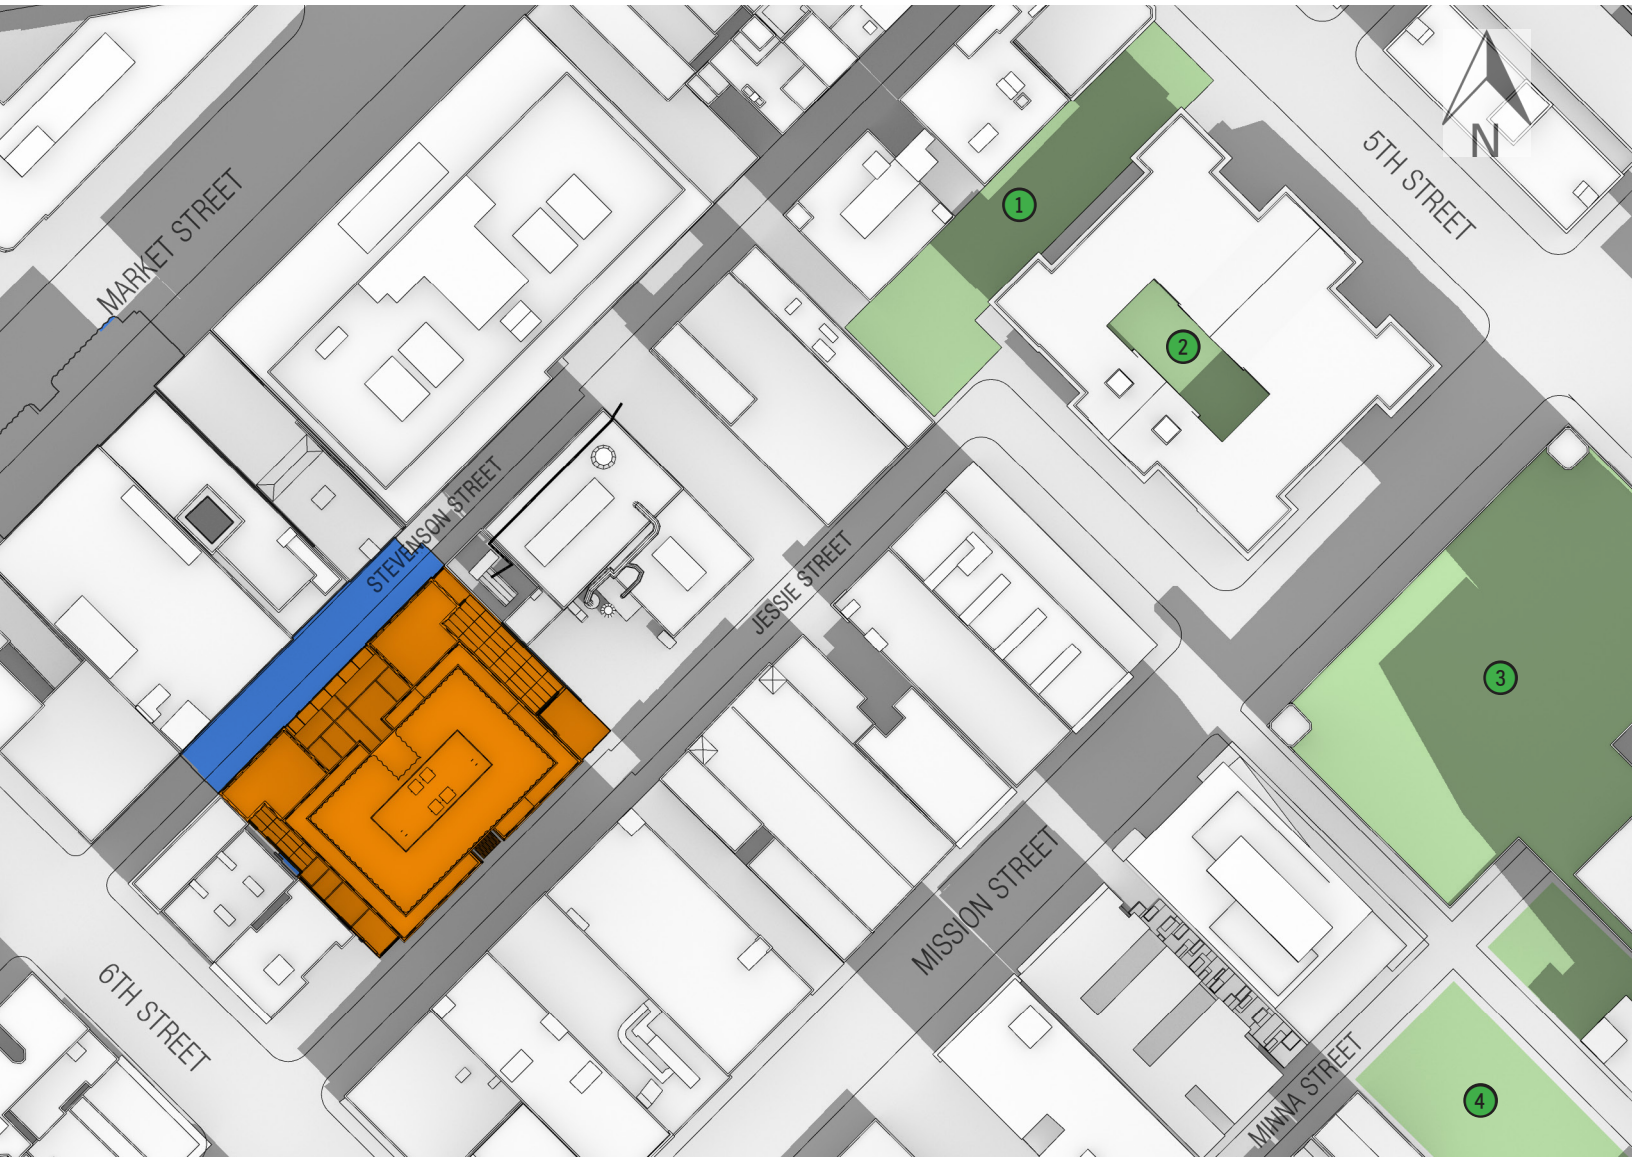 N
5TH STREET
MARKET STREET
1
2
STEVENSON STREET
JESSIE STREET
3
MISSION STREET
6TH STREET
MINNA STREET
4